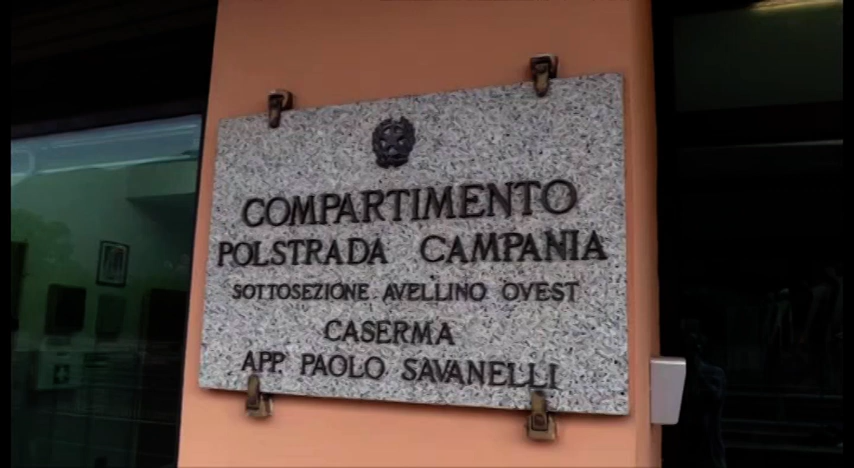 COMPARTIMENTO
POLSTRADA CAMPANIA
SOTTOSEZIONE AVELLINO OVEST
CASERMA
APP. PAOLO SAVANELLI